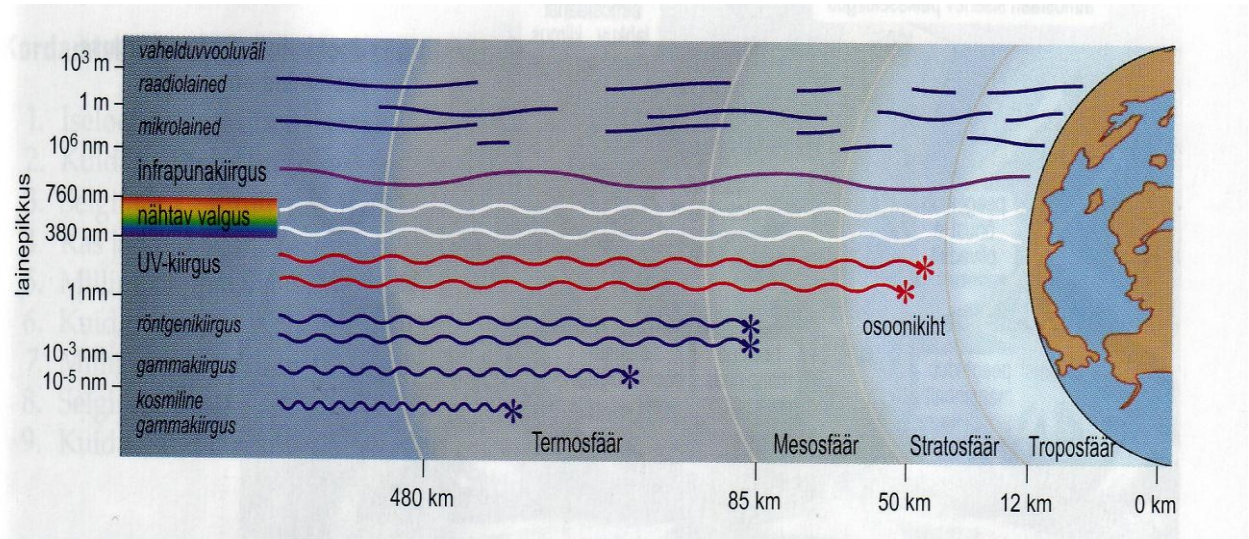 lainepikkus
10³ m
1 m
10⁶ nm
760 nm
380 nm
1 nm
10⁻³ nm
10⁻⁵ nm
vahelduvvooluväli
raadiolained
mikrolained
infrapunakiirgus
nähtav valgus
UV-kiirgus
röntgenikiirgus
gammakiirgus
kosmiline
gammakiirgus
osoonikiht
Termosfäär
Mesosfäär
Stratosfäär
Troposfäär
480 km
85 km
50 km
12 km
0 km